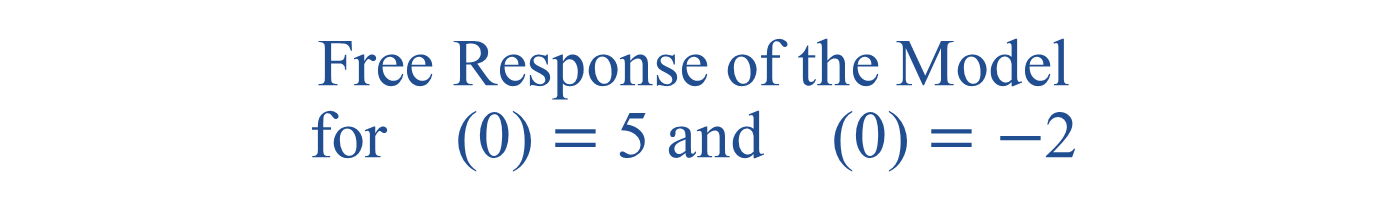 Free Response of the Model
for (0) = 5 and (0) = −2